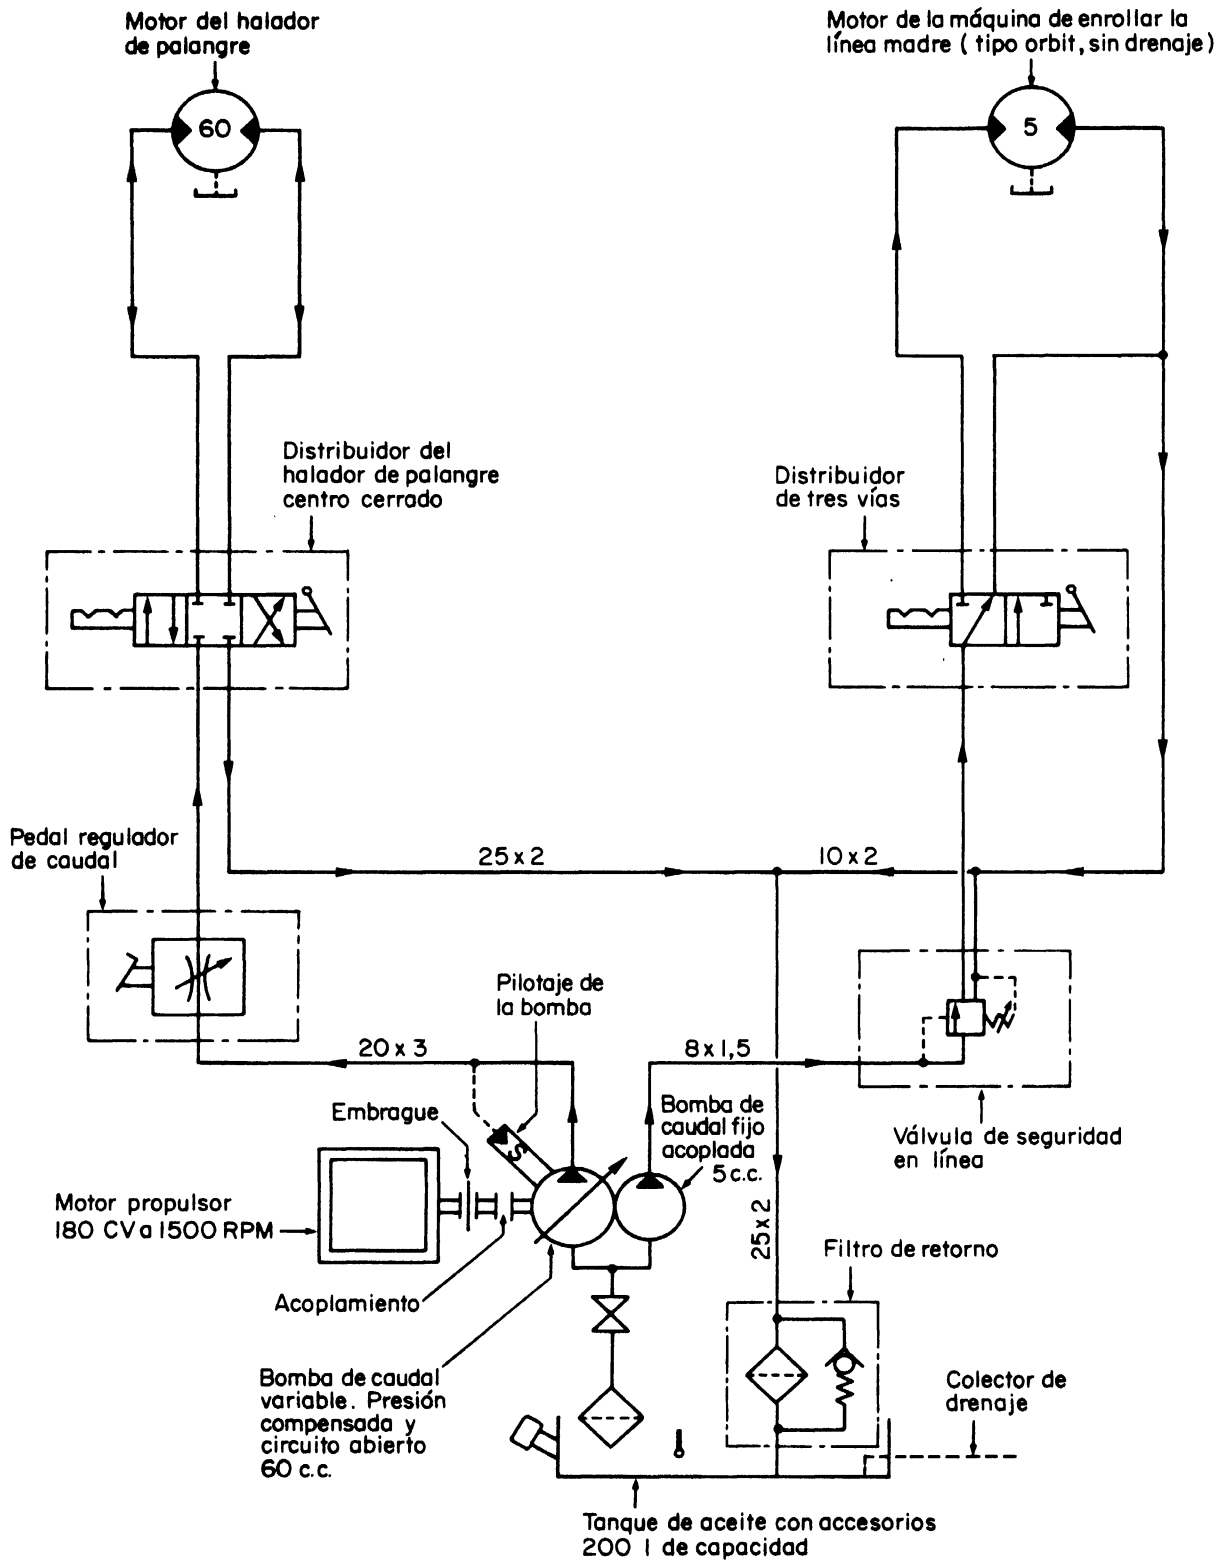 Motor del halador
de palangre
Motor de la máquina de enrollar la
línea madre ( tipo orbit, sin drenaje )
60
5
Distribuidor del
halador de palangre
centro cerrado
Distribuidor
de tres vías
Pedal regulador
de caudal
25 x 2
10 x 2
Pilotaje de
la bomba
20 x 3
8 x 1,5
Embrague
Bomba de
caudal fijo
acoplada
5 c.c.
Válvula de seguridad
en línea
S
Motor propulsor
180 CV a 1500 RPM
25 x 2
Filtro de retorno
Acoplamiento
Bomba de caudal
variable. Presión
compensada y
circuito abierto
60 c.c.
Colector de
drenaje
Tanque de aceite con accesorios
200 l de capacidad